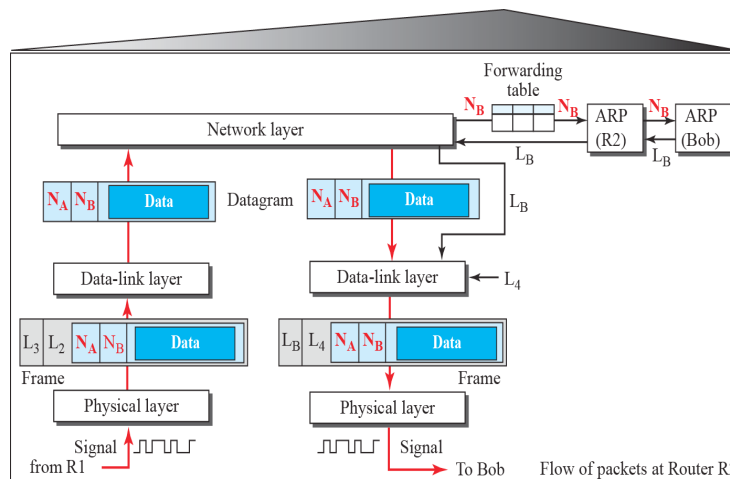 Forwarding
table
N_B
N_B
N_B
ARP
(R2)
ARP
(Bob)
Network layer
L_B
L_B
N_A N_B Data
Datagram
N_A N_B Data
L_B
Data-link layer
Data-link layer
L_4
L_3 L_2 N_A N_B Data
L_B L_4 N_A N_B Data
Frame
Frame
Physical layer
Physical layer
Signal
Signal
from R1
To Bob
Flow of packets at Router R